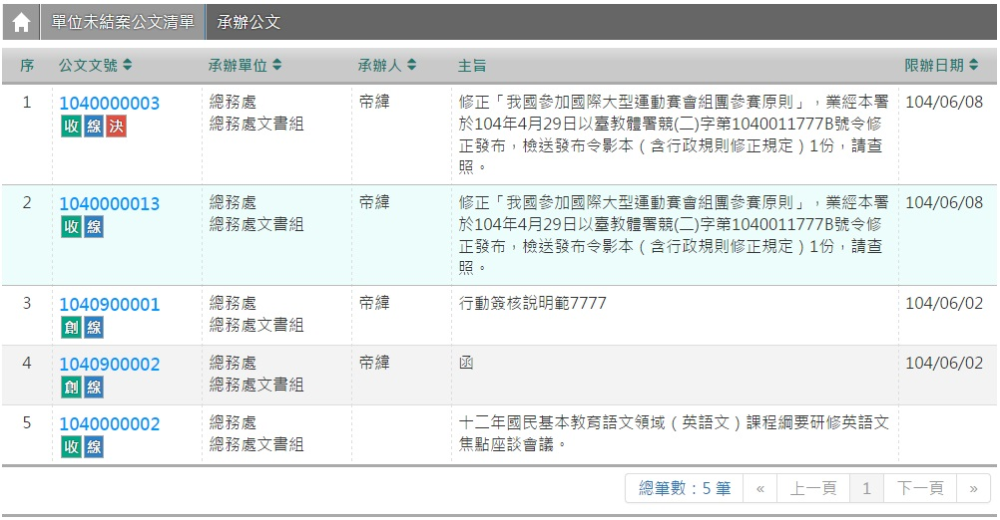 單位未結案公文清單 承辦公文
序 公文文號 承辦單位 承辦人 主旨 限辦日期
1 1040000003 總務處 帝緯 修正「我國參加國際大型運動賽會組團參賽原則」，業經本署 104/06/08
收 線 決 總務處文書組 於104年4月29日以臺教體署競(二)字第1040011777B號令修
正發布，檢送發布令影本（含行政規則修正規定）1份，請查
照。
2 1040000013 總務處 帝緯 修正「我國參加國際大型運動賽會組團參賽原則」，業經本署 104/06/08
收 線 總務處文書組 於104年4月29日以臺教體署競(二)字第1040011777B號令修
正發布，檢送發布令影本（含行政規則修正規定）1份，請查
照。
3 1040900001 總務處 帝緯 行動簽核說明範7777 104/06/02
創 線 總務處文書組
4 1040900002 總務處 帝緯 函 104/06/02
創 線 總務處文書組
5 1040000002 總務處 十二年國民基本教育語文領域（英語文）課程綱要研修英語文
收 線 總務處文書組 焦點座談會議。
總筆數：5 筆 « 上一頁 1 下一頁 »